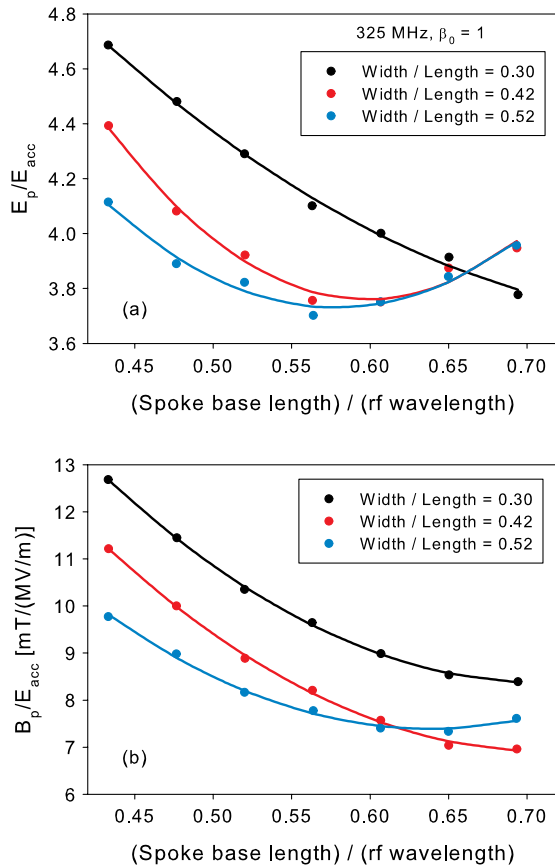 325 MHz, β0 = 1
Width / Length = 0.30
Width / Length = 0.42
Width / Length = 0.52
4.8
4.6
4.4
4.2
4.0
3.8
3.6
Ep/Eacc
(a)
0.45 0.50 0.55 0.60 0.65 0.70
(Spoke base length) / (rf wavelength)
13
12
11
10
9
8
7
6
Bp/Eacc [mT/(MV/m)]
Width / Length = 0.30
Width / Length = 0.42
Width / Length = 0.52
(b)
0.45 0.50 0.55 0.60 0.65 0.70
(Spoke base length) / (rf wavelength)